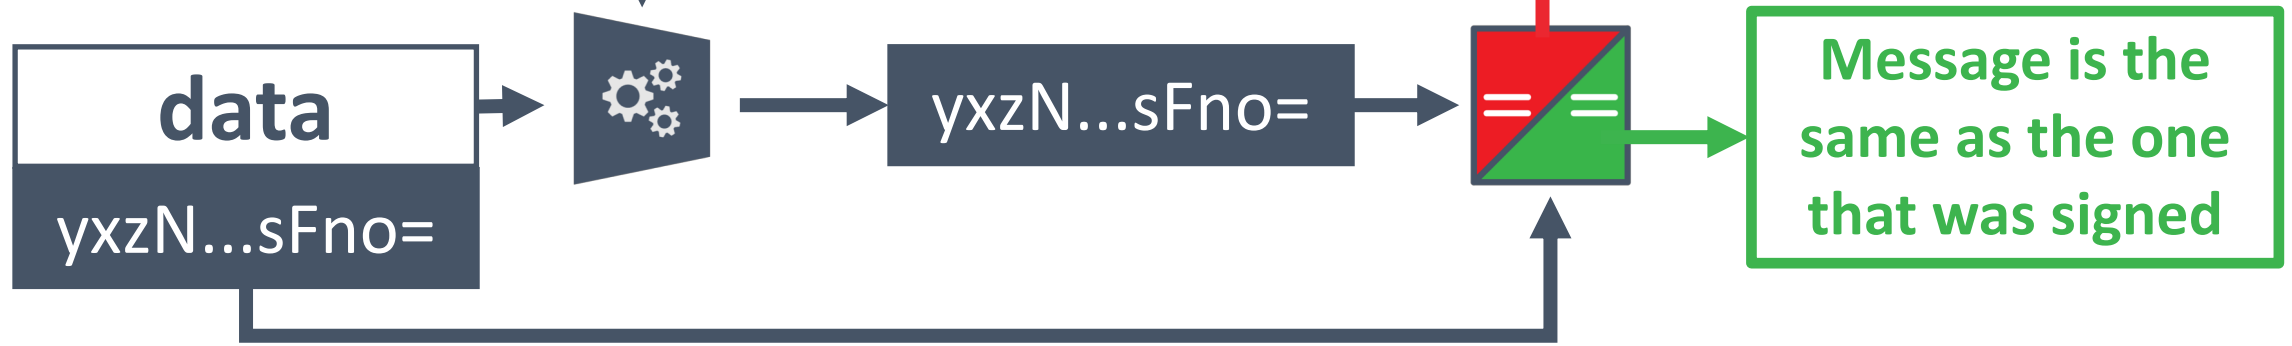 data
yxzN...sFno=
yxzN...sFno=
Message is the
same as the one
that was signed